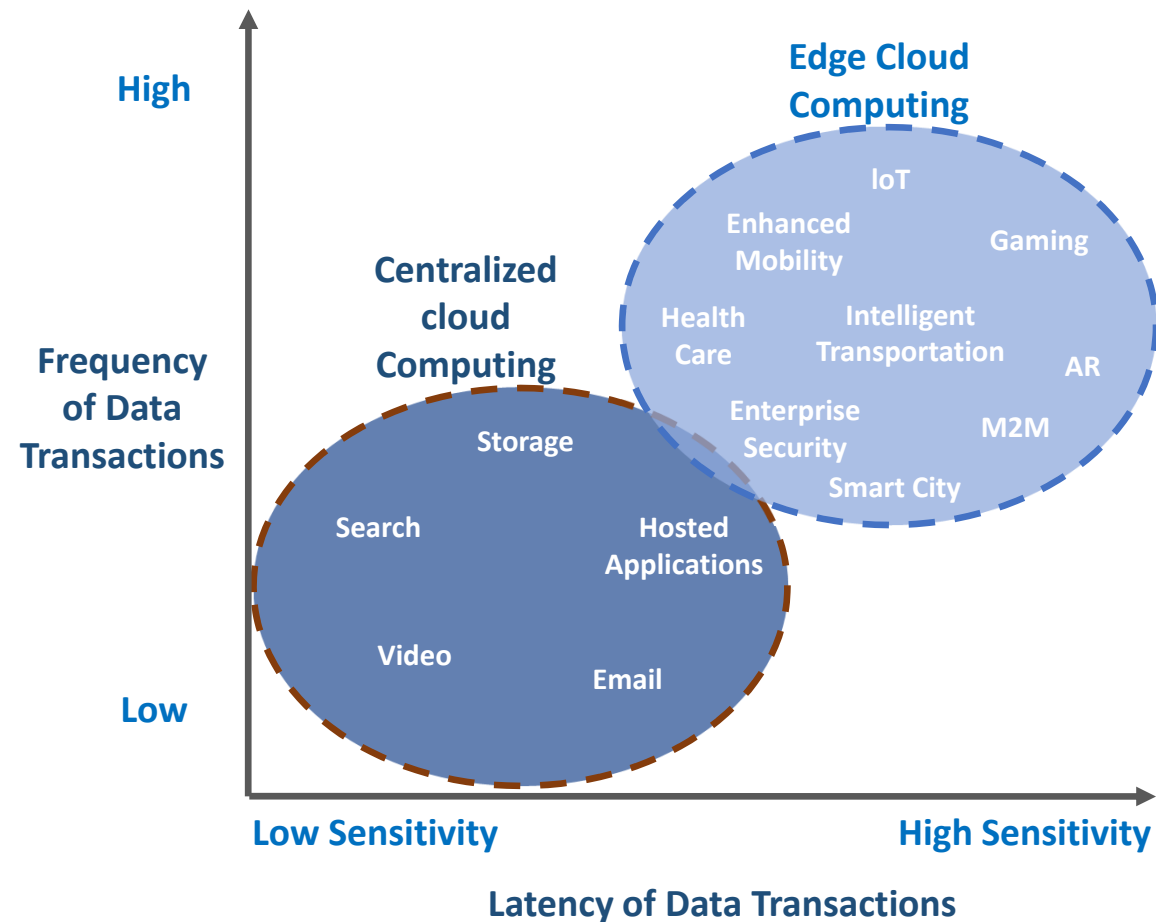 High
Edge Cloud
Computing
IoT
Enhanced
Mobility
Gaming
Centralized
cloud
Computing
Health
Care
Intelligent
Transportation
AR
Frequency
of Data
Transactions
Enterprise
Security
M2M
Storage
Smart City
Search
Hosted
Applications
Video
Email
Low
Low Sensitivity
High Sensitivity
Latency of Data Transactions